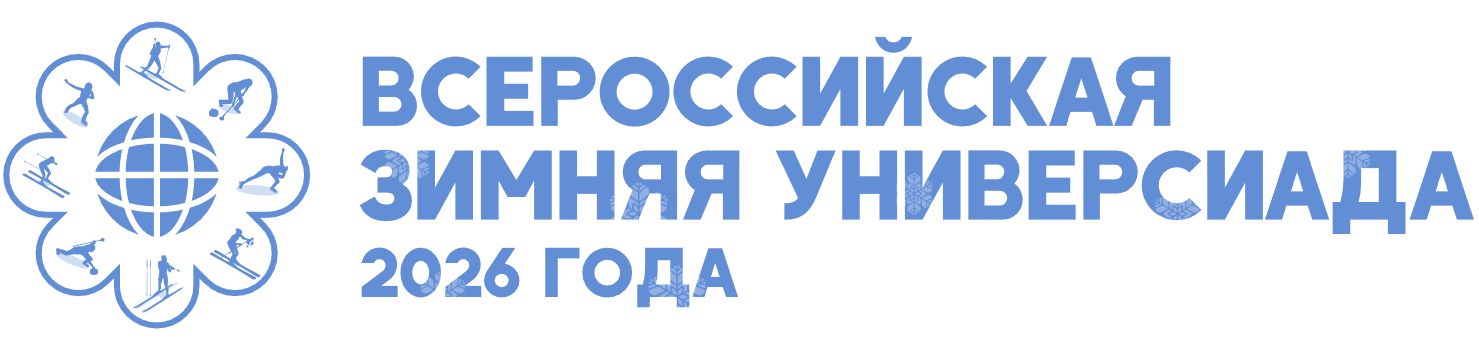 ВСЕРОССИЙСКАЯ
ЗИМНЯЯ УНИВЕРСИАДА
2026 ГОДА